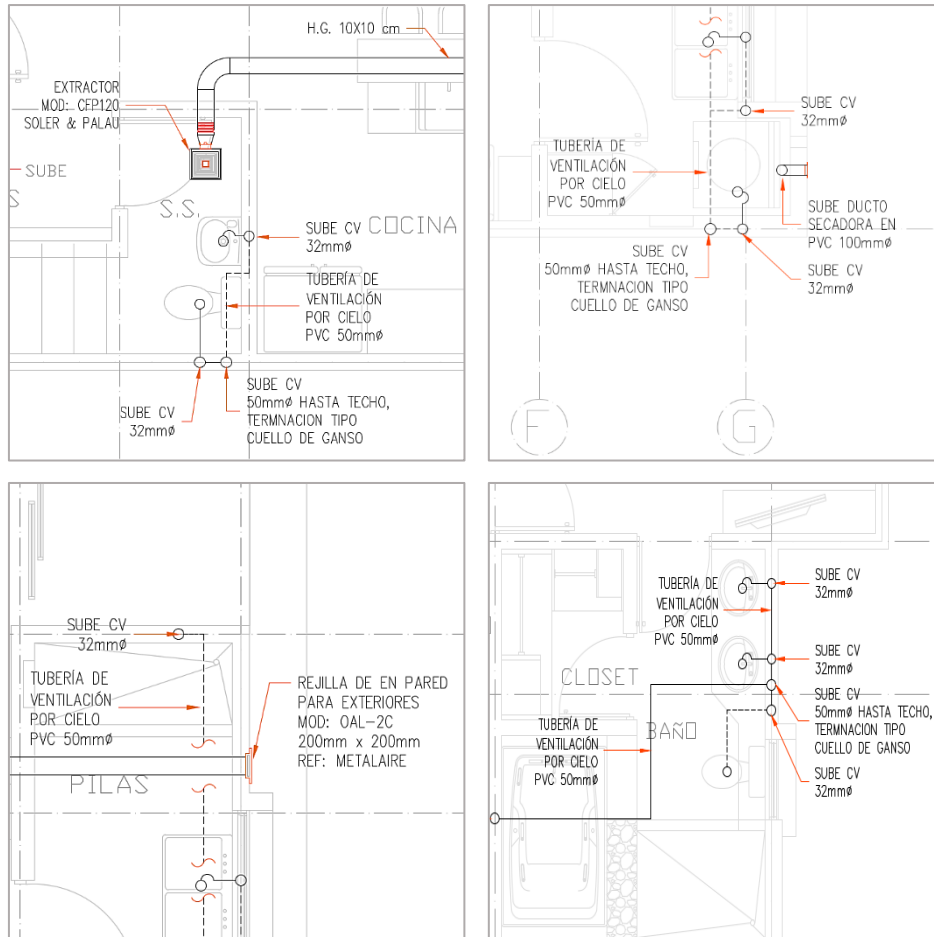 H.G. 10X10 cm
EXTRACTOR
MOD: CFP120
SOLER & PALAU
SUBE
S
S.S.
SUBE CV
32mmø
COCINA
TUBERÍA DE
VENTILACIÓN
POR CIELO
PVC 50mmø
SUBE CV
32mmø
SUBE CV
50mmø HASTA TECHO,
TERMNACION TIPO
CUELLO DE GANSO
SUBE CV
32mmø
TUBERÍA DE
VENTILACIÓN
POR CIELO
PVC 50mmø
SUBE DUCTO
SECADORA EN
PVC 100mmø
SUBE CV
50mmø HASTA TECHO,
TERMNACION TIPO
CUELLO DE GANSO
SUBE CV
32mmø
F
G
SUBE CV
32mmø
TUBERÍA DE
VENTILACIÓN
POR CIELO
PVC 50mmø
REJILLA DE EN PARED
PARA EXTERIORES
MOD: OAL-2C
200mm x 200mm
REF: METALAIRE
PILAS
TUBERÍA DE
VENTILACIÓN
POR CIELO
PVC 50mmø
SUBE CV
32mmø
SUBE CV
32mmø
CLOSET
SUBE CV
50mmø HASTA TECHO,
TERMNACION TIPO
CUELLO DE GANSO
BAÑO
TUBERÍA DE
VENTILACIÓN
POR CIELO
PVC 50mmø
SUBE CV
32mmø